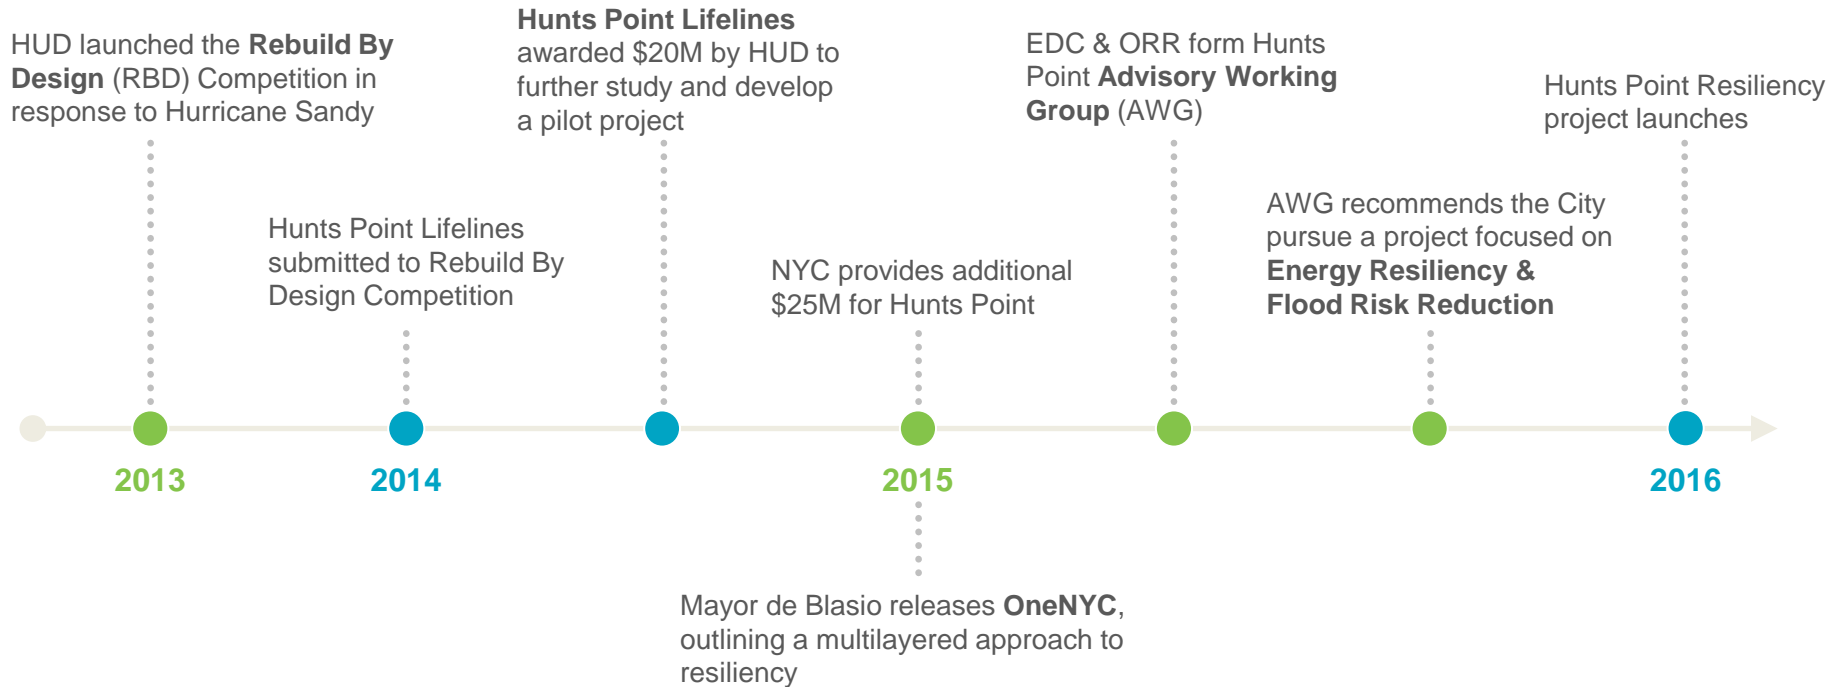 HUD launched the Rebuild By
Design (RBD) Competition in
response to Hurricane Sandy
Hunts Point Lifelines
submitted to Rebuild By
Design Competition
Hunts Point Lifelines
awarded $20M by HUD to
further study and develop
a pilot project
NYC provides additional
$25M for Hunts Point
EDC & ORR form Hunts
Point Advisory Working
Group (AWG)
AWG recommends the City
pursue a project focused on
Energy Resiliency &
Flood Risk Reduction
Hunts Point Resiliency
project launches
2013
2014
2015
2016
Mayor de Blasio releases OneNYC,
outlining a multilayered approach to
resiliency